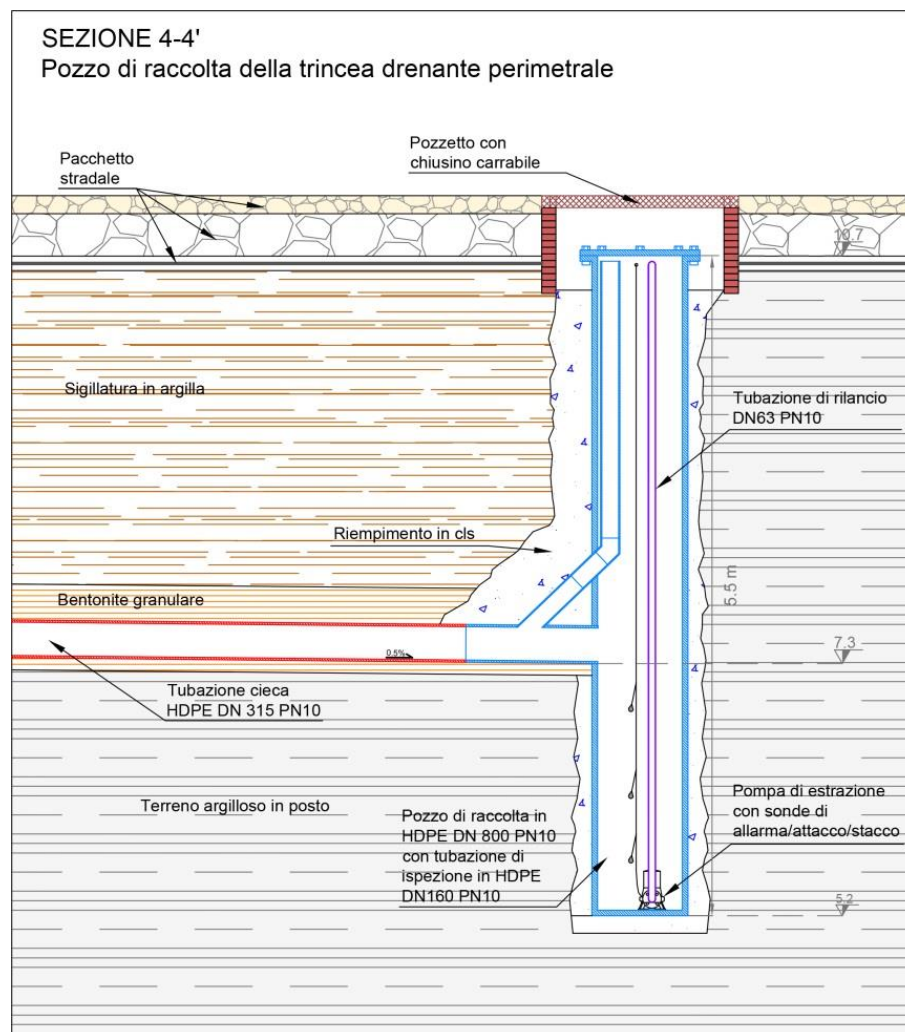 SEZIONE 4-4'
Pozzo di raccolta della trincea drenante perimetrale
Pozzetto con
chiusino carrabile
Pacchetto
stradale
10.7
Sigillatura in argilla
Tubazione di rilancio
DN63 PN10
Riempimento in cls
5.5 m
Bentonite granulare
0.5%
7.3
Tubazione cieca
HDPE DN 315 PN10
Terreno argilloso in posto
Pozzo di raccolta in
HDPE DN 800 PN10
con tubazione di
ispezione in HDPE
DN160 PN10
Pompa di estrazione
con sonde di
allarma/attacco/stacco
5.2